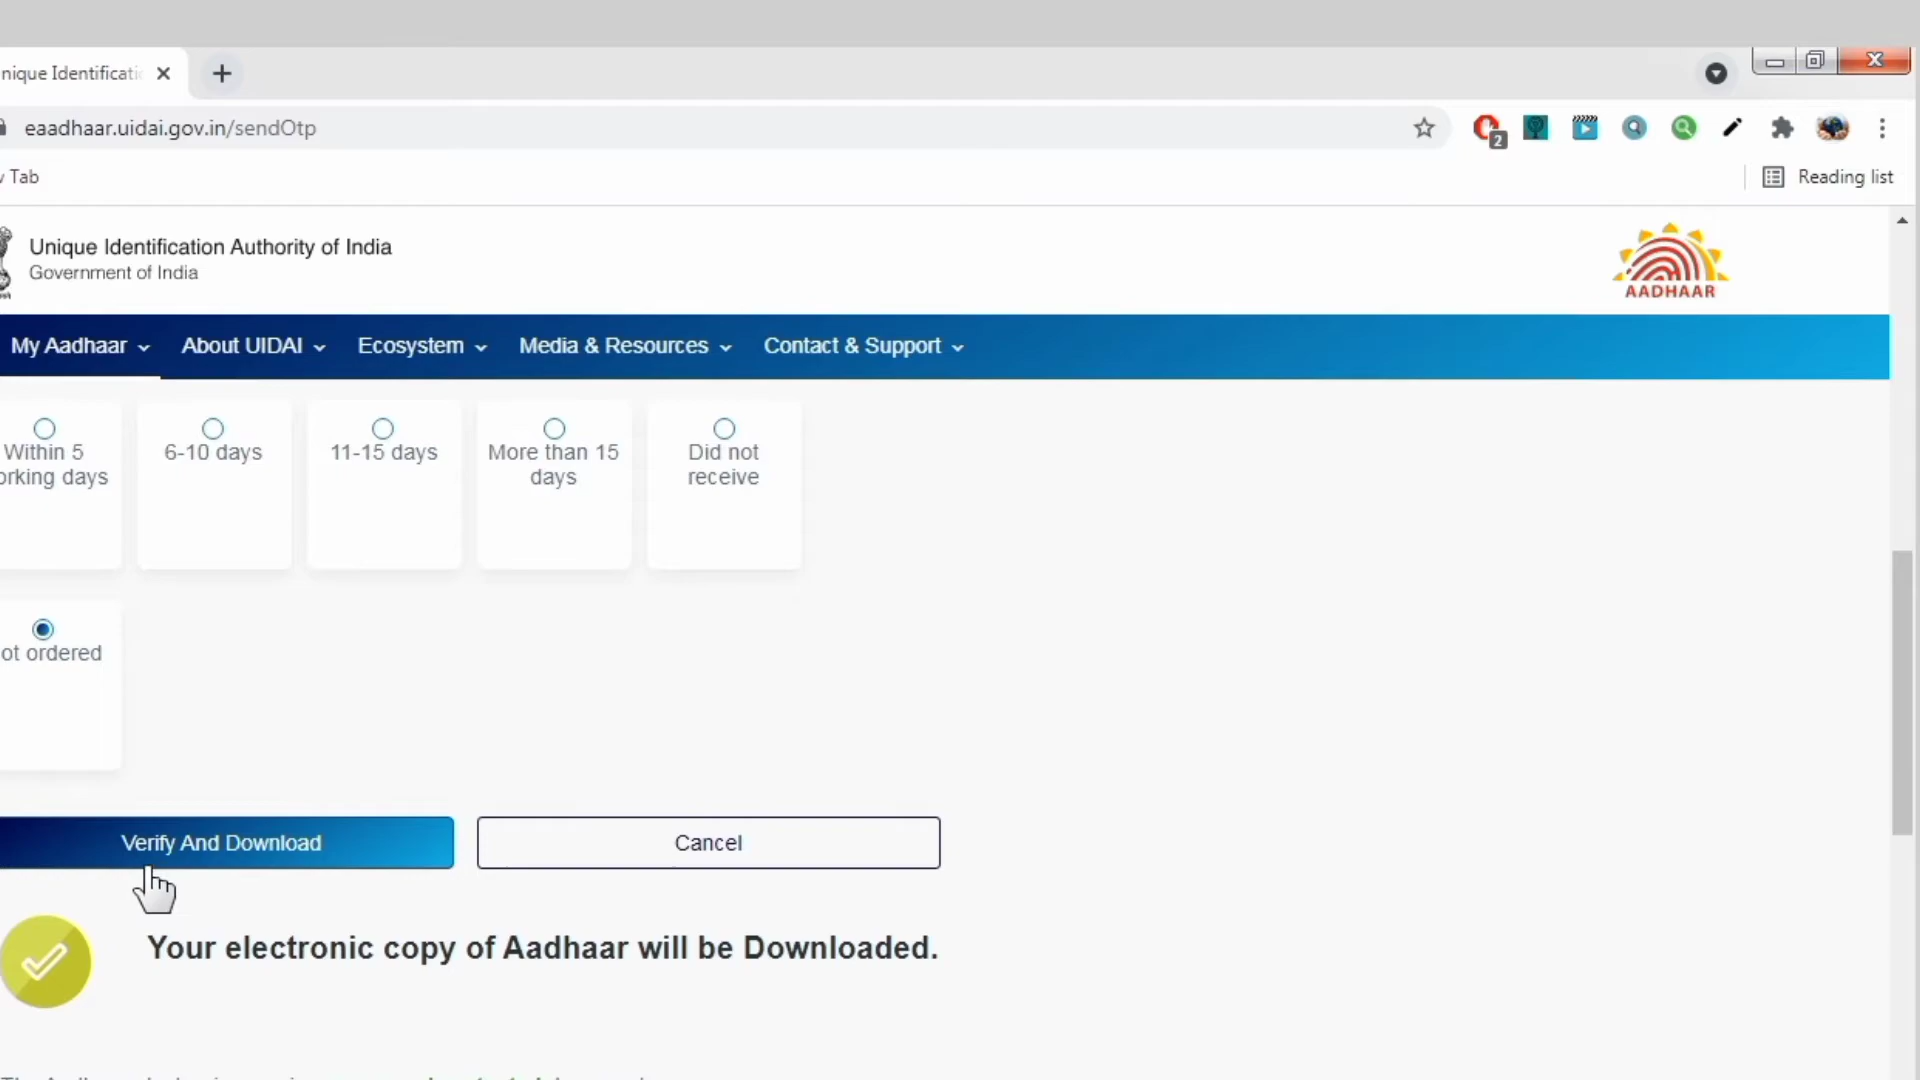 nique Identificati
eaadhaar.uidai.gov.in/sendOtp
2
Tab
Reading list
Unique Identification Authority of India
Government of India
AADHAAR
My Aadhaar
About UIDAI
Ecosystem
Media & Resources
Contact & Support
Within 5
orking days
6-10 days
11-15 days
More than 15
days
Did not
receive
ot ordered
Verify And Download
Cancel
Your electronic copy of Aadhaar will be Downloaded.